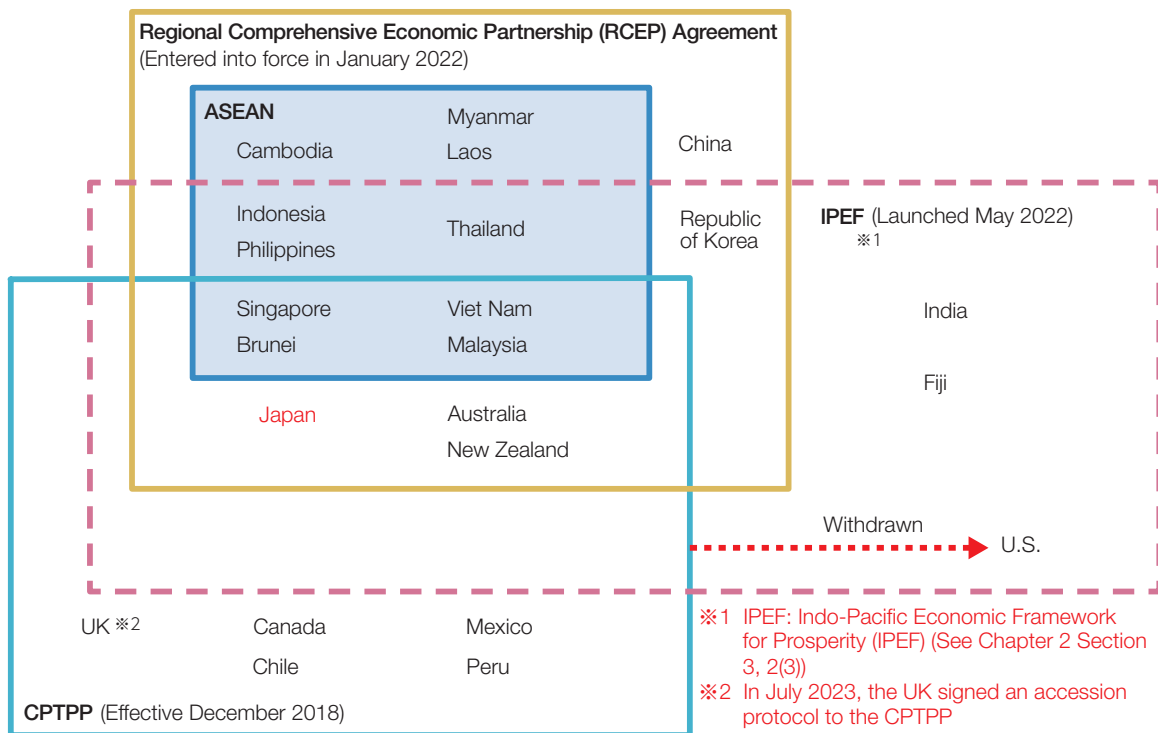 Regional Comprehensive Economic Partnership (RCEP) Agreement
(Entered into force in January 2022)
ASEAN
Myanmar
Cambodia
Laos
China
Indonesia
Philippines
Thailand
Republic
of Korea
IPEF (Launched May 2022)
※1
Singapore
Viet Nam
India
Brunei
Malaysia
Fiji
Japan
Australia
New Zealand
Withdrawn
U.S.
UK ※2
Canada
Mexico
Chile
Peru
CPTPP (Effective December 2018)
※1 IPEF: Indo-Pacific Economic Framework
for Prosperity (IPEF) (See Chapter 2 Section
3, 2(3))
※2 In July 2023, the UK signed an accession
protocol to the CPTPP